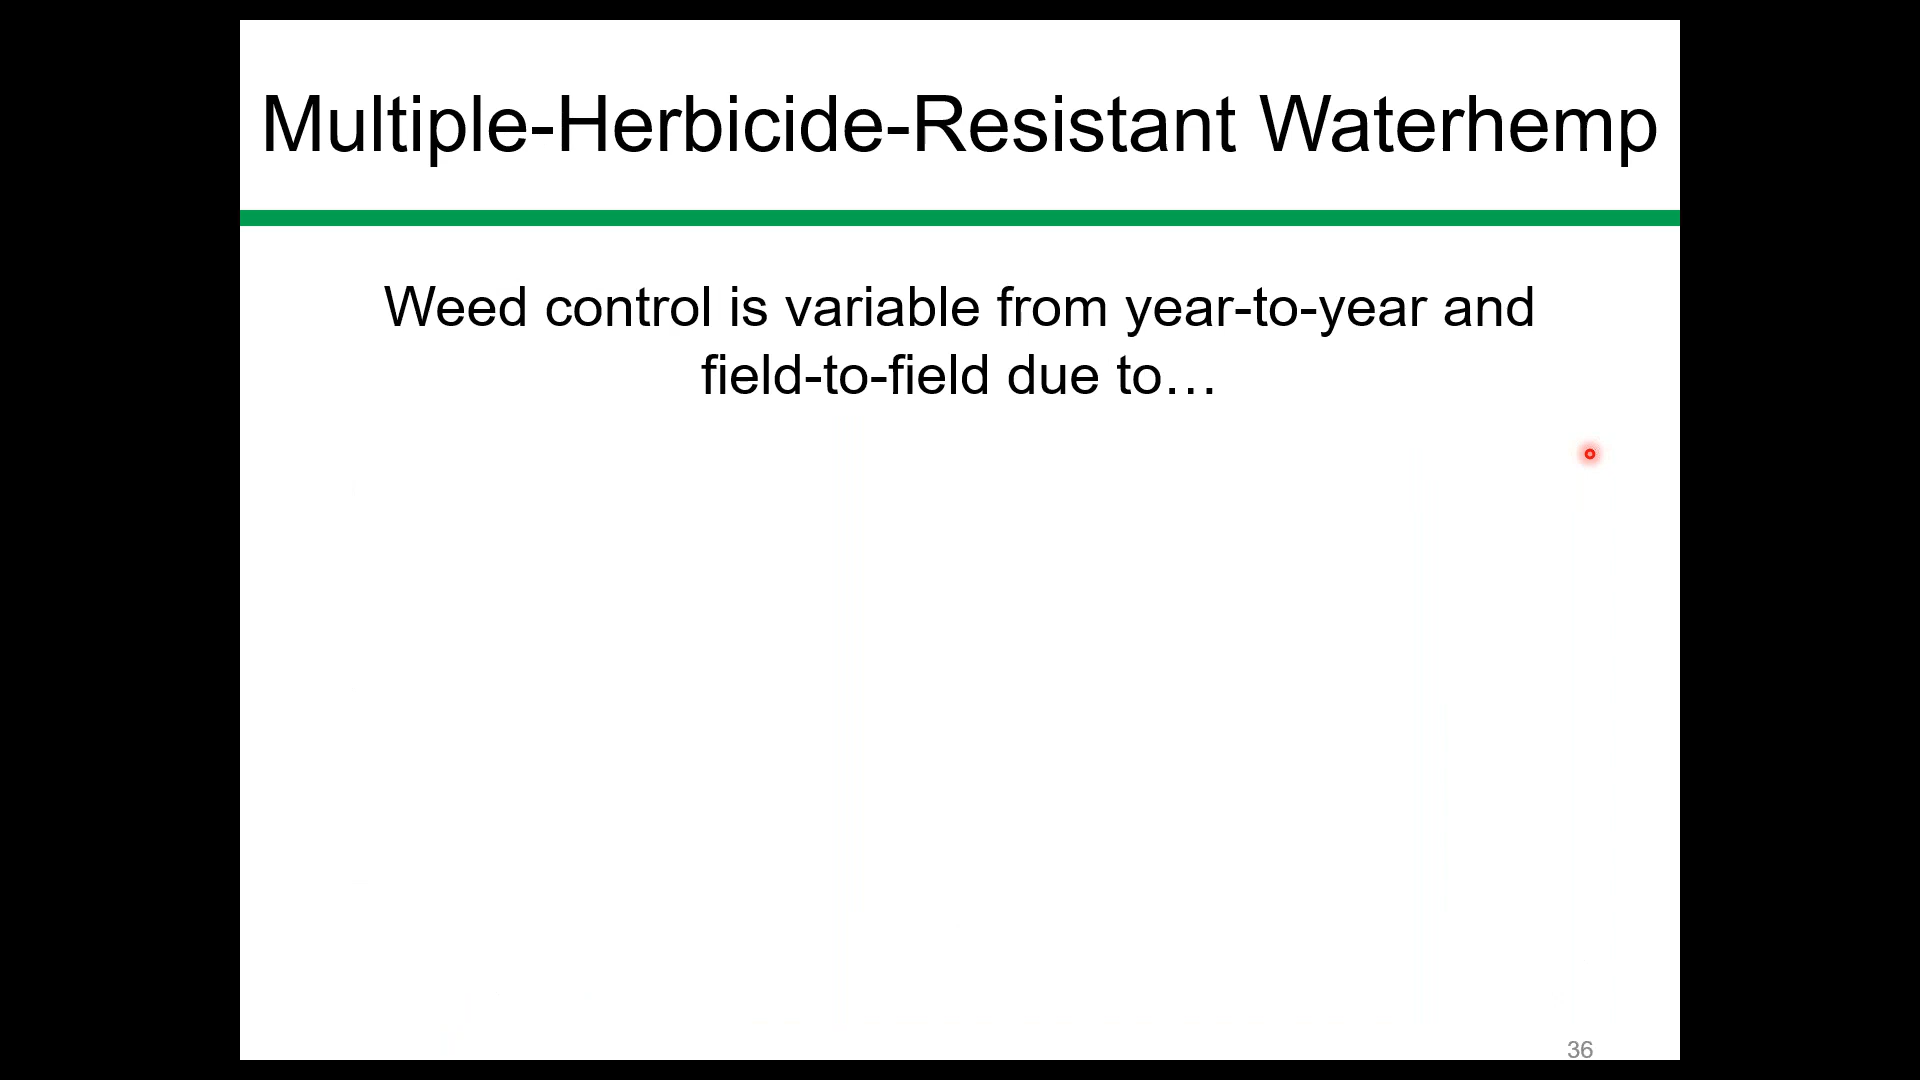 Multiple-Herbicide-Resistant Waterhemp
Weed control is variable from year-to-year and
field-to-field due to…
36